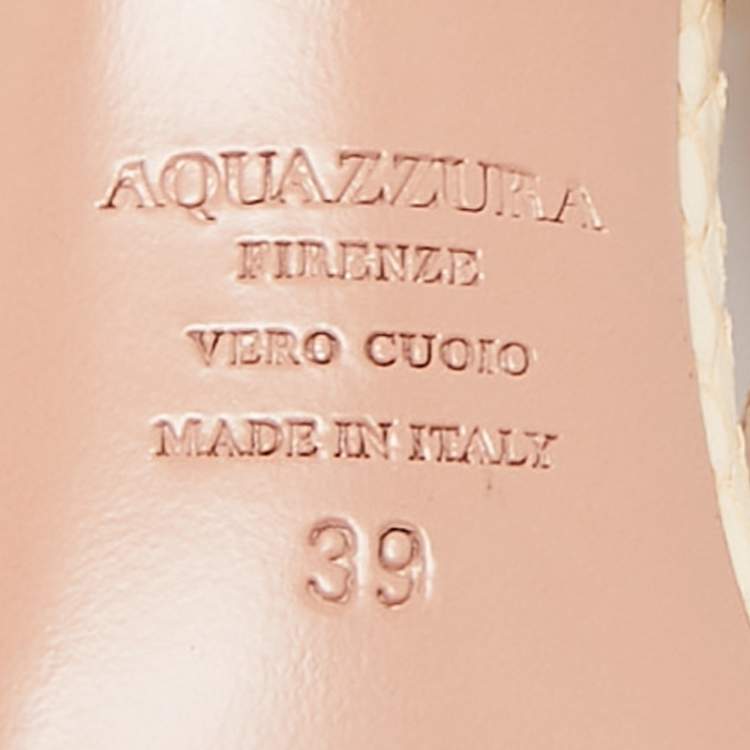 AQUAZZURA
FIRENZE
VERO CUOIO
MADE IN ITALY
39